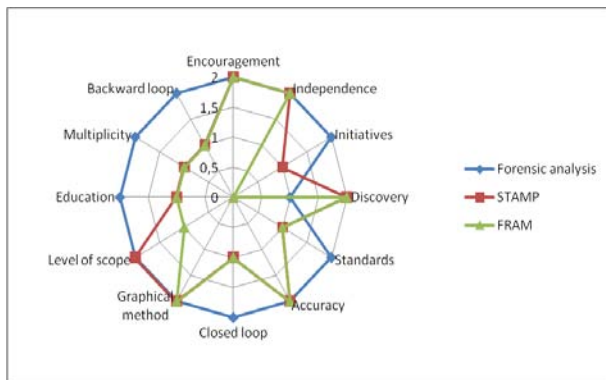 Encouragement
Backward loop
2
Independence
1,5
Multiplicity
1
Initiatives
0,5
Education
0
Discovery
Level of scope
Standards
Graphical
method
Accuracy
Closed loop
Forensic analysis
STAMP
FRAM